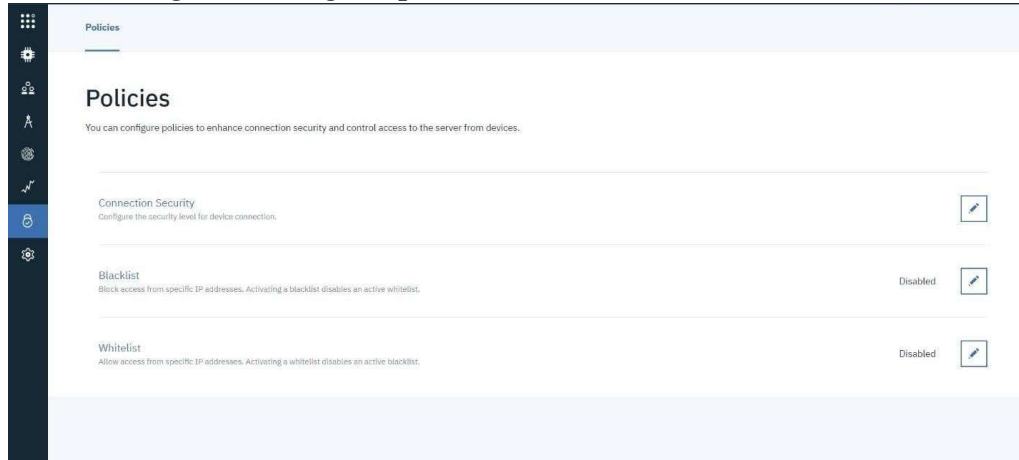 Policies
Policies
You can configure policies to enhance connection security and control access to the server from devices.
Connection Security
Configure the security level for device connection.
Blacklist
Block access from specific IP addresses. Activating a blacklist disables an active whitelist.
Disabled
Whitelist
Allow access from specific IP addresses. Activating a whitelist disables an active blacklist.
Disabled